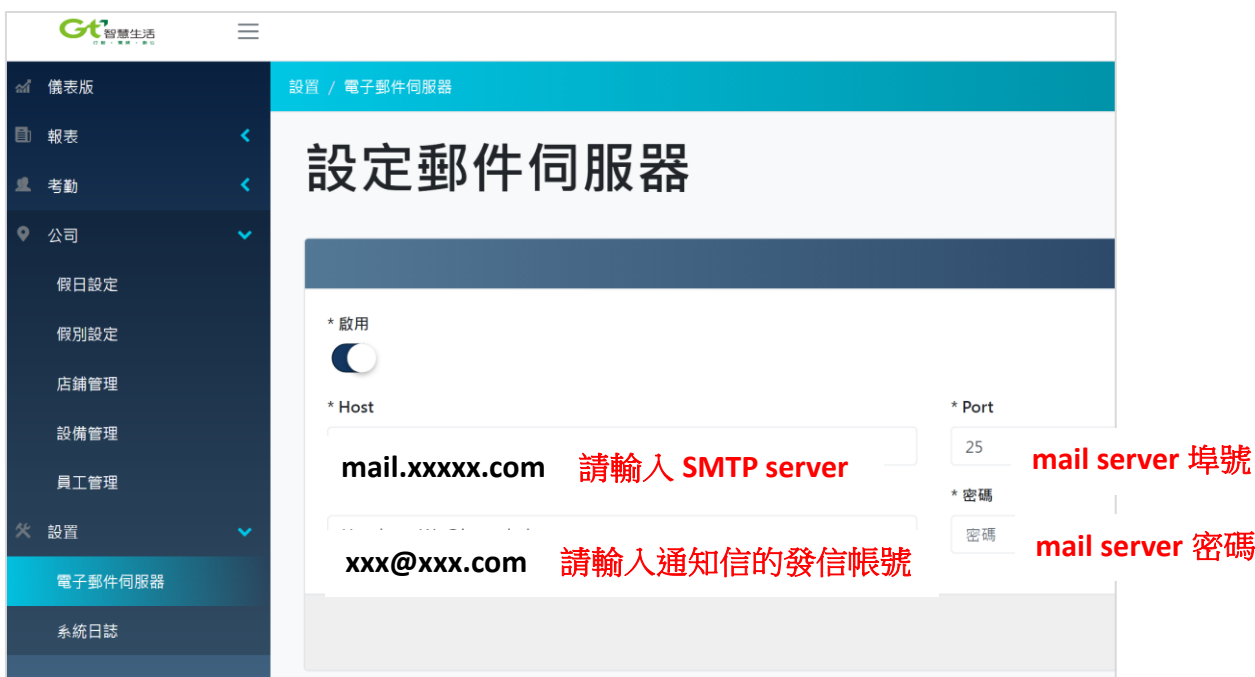 Gt智慧生活
儀表版
報表
考勤
公司
假日設定
假別設定
店鋪管理
設備管理
員工管理
設置
電子郵件伺服器
系統日誌
設置 / 電子郵件伺服器
設定郵件伺服器
* 啟用
* Host
mail.xxxxx.com 請輸入 SMTP server
* Port
25 mail server 埠號
xxx@xxx.com 請輸入通知信的發信帳號
* 密碼
密碼 mail server 密碼